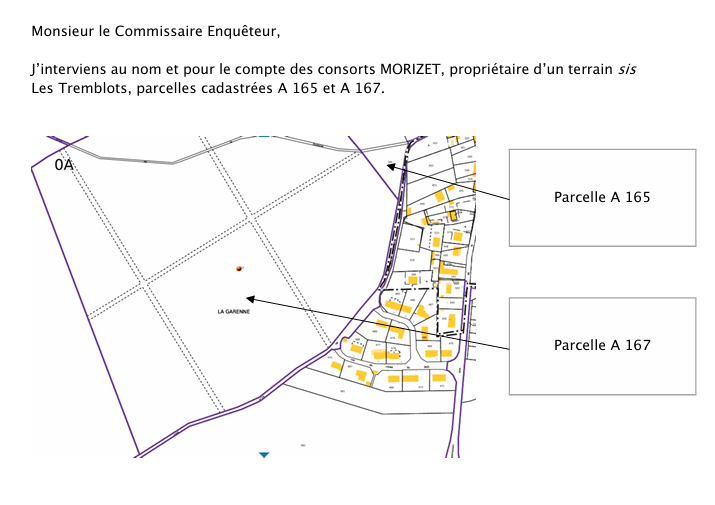 Monsieur le Commissaire Enquêteur,
J’interviens au nom et pour le compte des consorts MORIZET, propriétaire d’un terrain sis
Les Tremblots, parcelles cadastrées A 165 et A 167.
0A
Parcelle A 165
LA GARENNE
Parcelle A 167